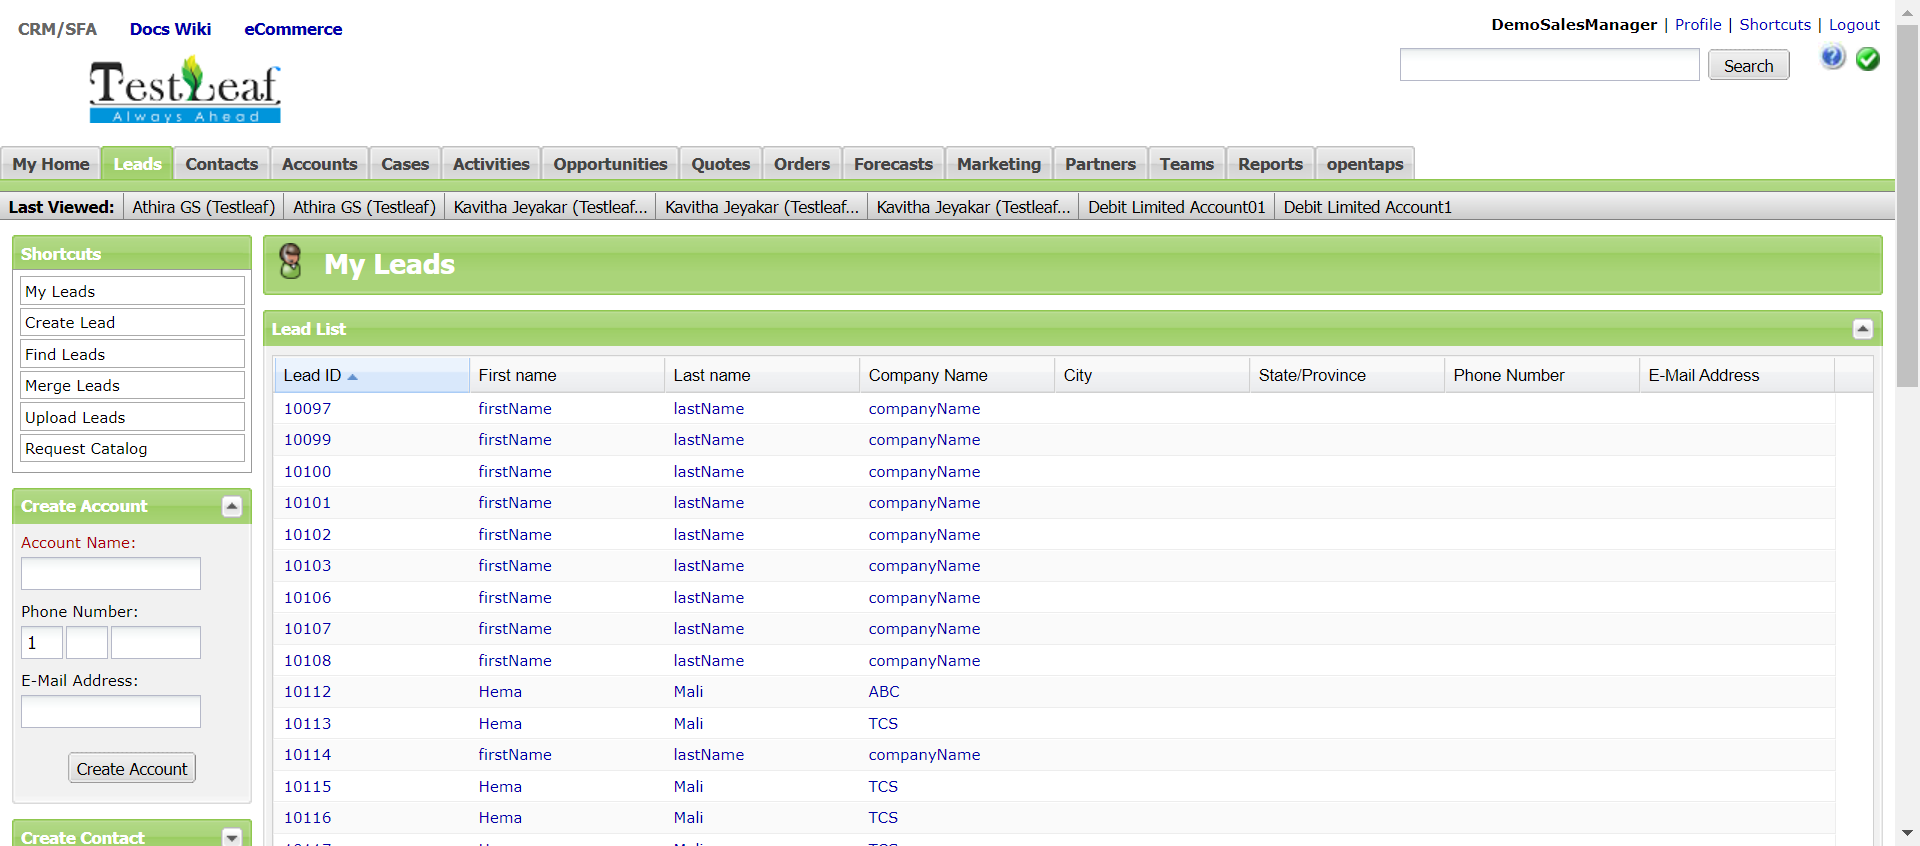 CRM/SFA Docs Wiki eCommerce
DemoSalesManager | Profile | Shortcuts | Logout
TestLeaf
Always Ahead
Search
My Home Leads Contacts Accounts Cases Activities Opportunities Quotes Orders Forecasts Marketing Partners Teams Reports opentaps
Last Viewed: Athira GS (Testleaf) Athira GS (Testleaf) Kavitha Jeyakar (Testleaf... Kavitha Jeyakar (Testleaf... Kavitha Jeyakar (Testleaf... Debit Limited Account01 Debit Limited Account1
Shortcuts
My Leads
Create Lead
Find Leads
Merge Leads
Upload Leads
Request Catalog
Create Account
Account Name:
Phone Number:
1
E-Mail Address:
Create Account
Create Contact
My Leads
Lead List
Lead ID First name Last name Company Name City State/Province Phone Number E-Mail Address
10097 firstName lastName companyName
10099 firstName lastName companyName
10100 firstName lastName companyName
10101 firstName lastName companyName
10102 firstName lastName companyName
10103 firstName lastName companyName
10106 firstName lastName companyName
10107 firstName lastName companyName
10108 firstName lastName companyName
10112 Hema Mali ABC
10113 Hema Mali TCS
10114 firstName lastName companyName
10115 Hema Mali TCS
10116 Hema Mali TCS